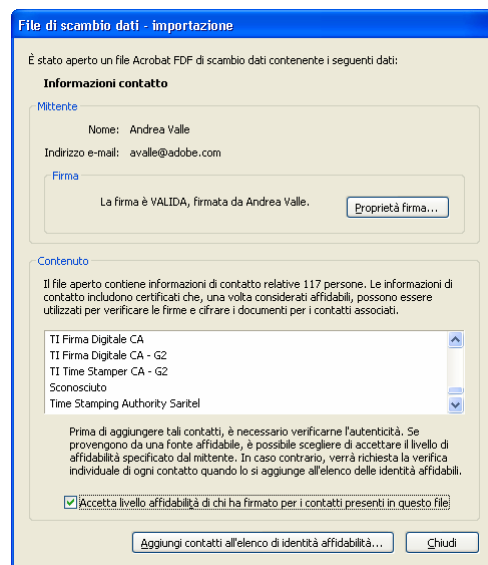 File di scambio dati - importazione
È stato aperto un file Acrobat FDF di scambio dati contenente i seguenti dati:
Informazioni contatto
Mittente
Nome: Andrea Valle
Indirizzo e-mail: avalle@adobe.com
Firma
La firma è VALIDA, firmata da Andrea Valle.
Proprietà firma...
Contenuto
Il file aperto contiene informazioni di contatto relative 117 persone. Le informazioni di
contatto includono certificati che, una volta considerati affidabili, possono essere
utilizzati per verificare le firme e cifrare i documenti per i contatti associati.
TI Firma Digitale CA
TI Firma Digitale CA - G2
TI Time Stamper CA - G2
Sconosciuto
Time Stamping Authority Saritel
Prima di aggiungere tali contatti, è necessario verificarne l'autenticità. Se
provengono da una fonte affidabile, è possibile scegliere di accettare il livello di
affidabilità specificato dal mittente. In caso contrario, verrà richiesta la verifica
individuale di ogni contatto quando lo si aggiunge all'elenco delle identità affidabili.
Accetta livello affidabilità di chi ha firmato per i contatti presenti in questo file
Aggiungi contatti all'elenco di identità affidabilità...
Chiudi